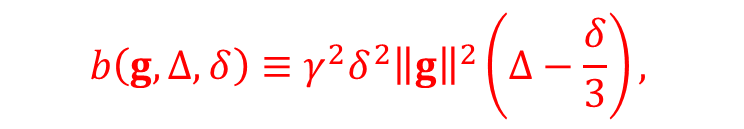 b(𝐠, Δ, δ) ≡ γ²δ²‖𝐠‖²(Δ − δ/3),